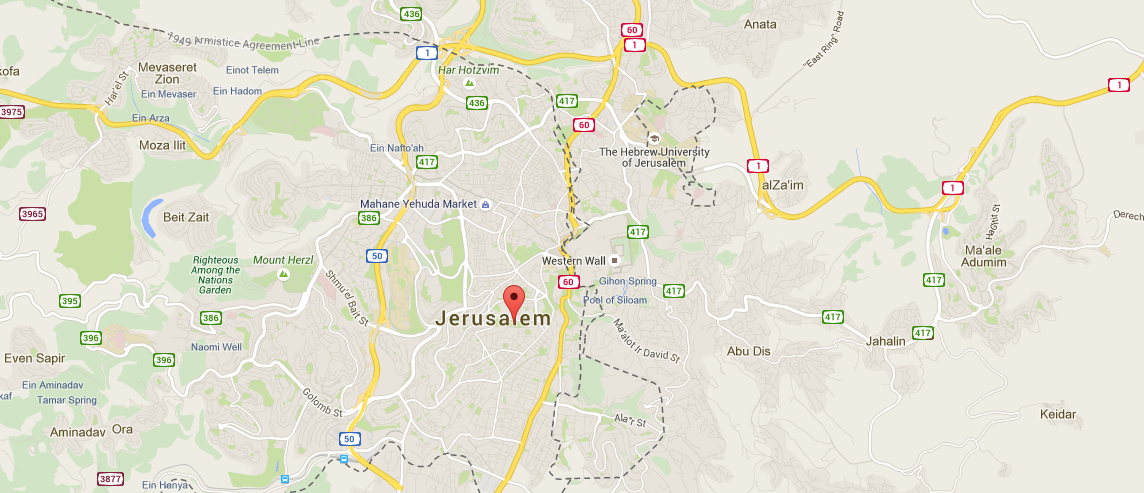 436
Anata
60
1
1
"East Ring" Road
1949 Armistice Agreement Line
Mevaseret
Zion
Einot Telem
Har Hotzvim
Har'el St
Ein Mevaser
Ein Hadom
436
417
1
3975
Ein Arza
60
Moza Ilit
Ein Nafto'ah
417
The Hebrew University
of Jerusalem
1
alZa'im
1
3965
Beit Zait
386
Mahane Yehuda Market
417
Hachut St
Derech
50
Western Wall
Ma'ale
Adumim
Righteous
Among the
Nations
Garden
Mount Herzl
Shmu'el Bait St
60
Gihon Spring
417
417
395
Pool of Siloam
386
Jerusalem
417
417
396
Ma'alot Ir David St
Jahalin
Naomi Well
Abu Dis
Even Sapir
396
Ein Aminadav
Tamar Spring
kaf
Golomb St
Ala'r St
Keidar
Aminadav
Ora
50
3877
Ein Hanya